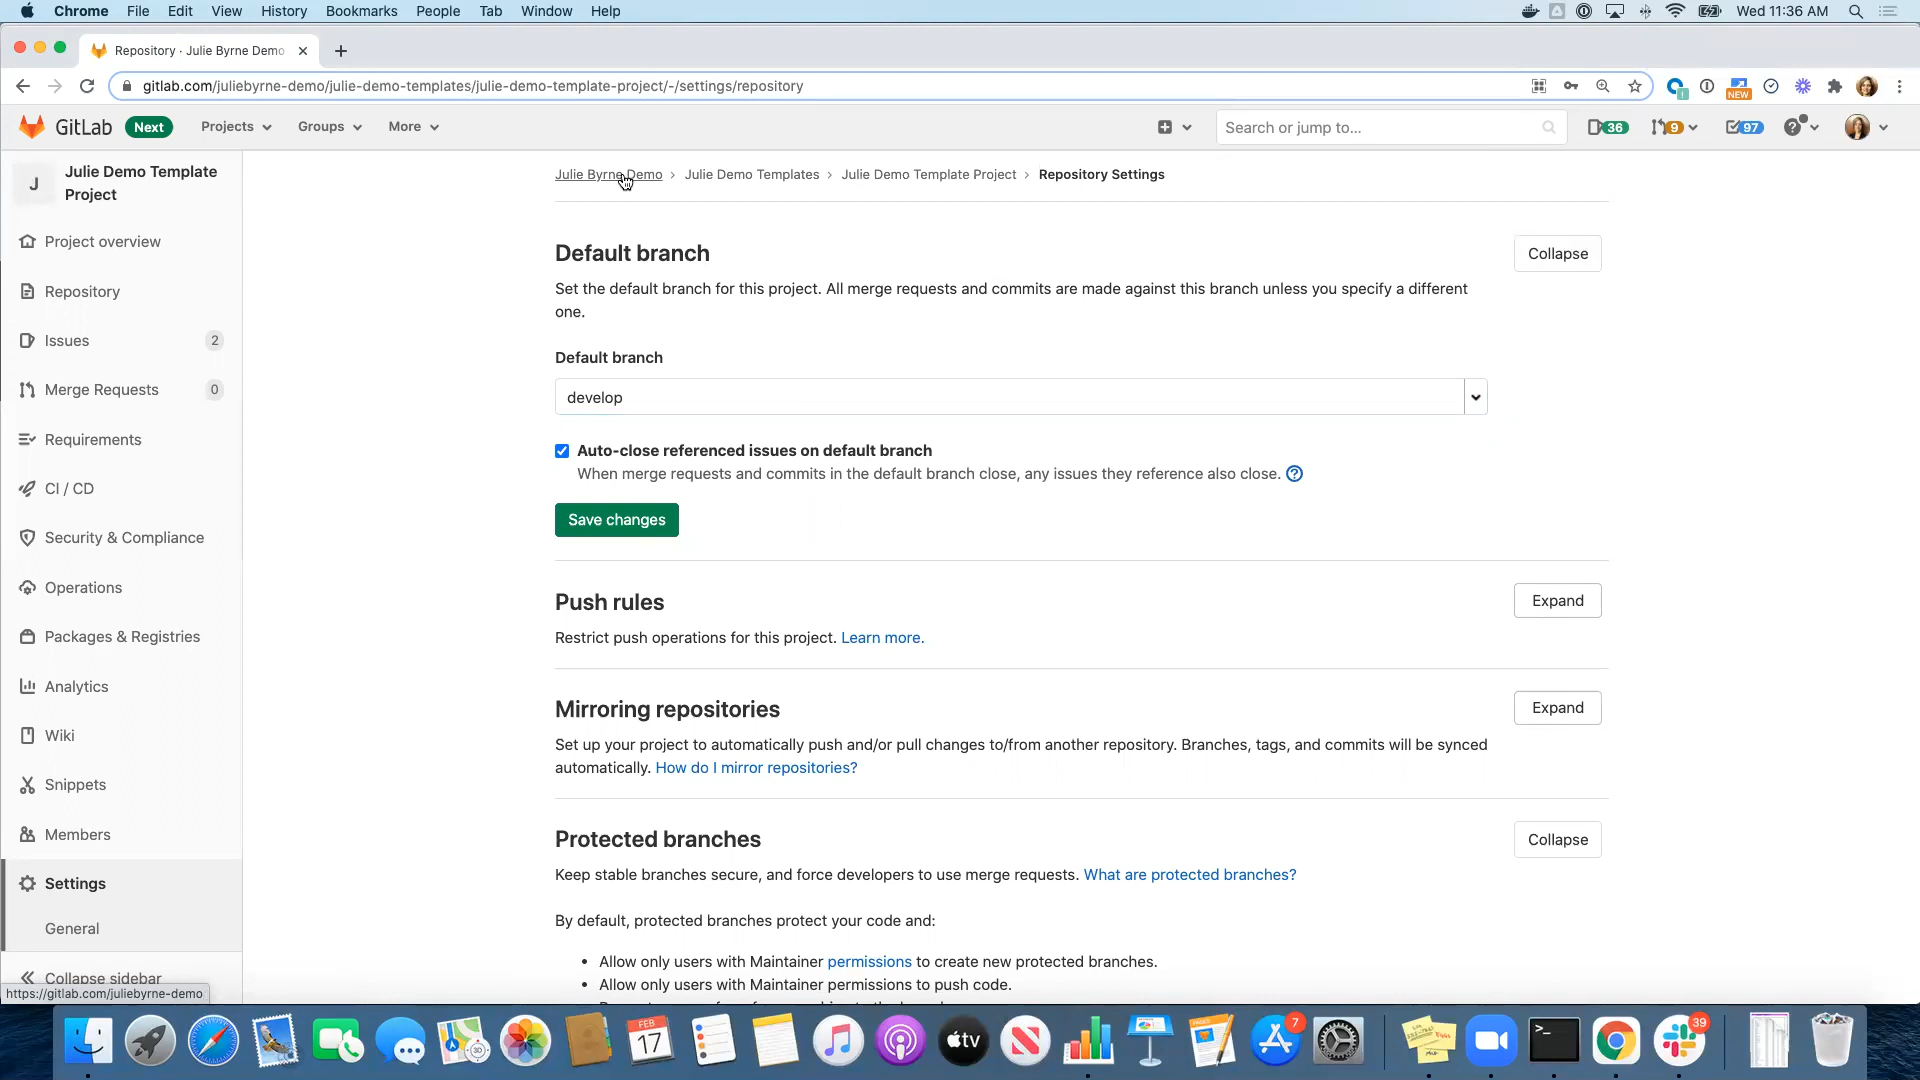 Chrome File Edit View History Bookmarks People Tab Window Help
Wed 11:36 AM
Repository · Julie Byrne Demo
gitlab.com/juliebyrne-demo/julie-demo-templates/julie-demo-template-project/-/settings/repository
NEW
GitLab Next Projects Groups More
Search or jump to...
36 9 97
J Julie Demo Template Project
Project overview
Repository
Issues 2
Merge Requests 0
Requirements
CI / CD
Security & Compliance
Operations
Packages & Registries
Analytics
Wiki
Snippets
Members
Settings
General
Collapse sidebar
https://gitlab.com/juliebyrne-demo
Julie Byrne Demo › Julie Demo Templates › Julie Demo Template Project › Repository Settings
Default branch
Collapse
Set the default branch for this project. All merge requests and commits are made against this branch unless you specify a different
one.
Default branch
develop
Auto-close referenced issues on default branch
When merge requests and commits in the default branch close, any issues they reference also close.
Save changes
Push rules
Expand
Restrict push operations for this project. Learn more.
Mirroring repositories
Expand
Set up your project to automatically push and/or pull changes to/from another repository. Branches, tags, and commits will be synced
automatically. How do I mirror repositories?
Protected branches
Collapse
Keep stable branches secure, and force developers to use merge requests. What are protected branches?
By default, protected branches protect your code and:
• Allow only users with Maintainer permissions to create new protected branches.
• Allow only users with Maintainer permissions to push code.
FEB
17
tv
7
39